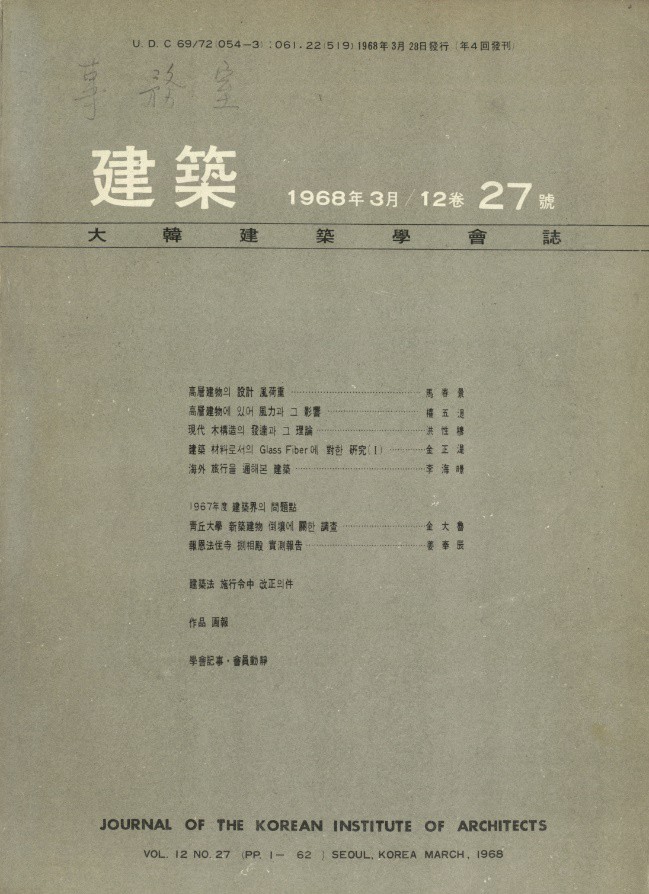 U. D. C 69/72(054-3) : 061. 22(519) 1968年3月28日發行 (年4回發刊)
務室
建築 1968年3月/12卷 27號
大韓建築學會誌
高層建物의 設計 風荷重 馬春景
高層建物에 있어 風力과 그 影響
現代 木構造의 發達과 그 理論 洪性穆
建築 材料로서의 Glass Fiber에 對한 硏究(Ⅰ) 金正
海外 旅行을 通해본 建築 李海
1967年度 建築界의 問題點
靑丘大學 新築建物 倒壞에 關한 調査 金大魯
報恩法住寺 捌相殿 實測報告 姜奉辰
建築法 施行令中 改正의件
作品 画報
學會記事·會員動靜
JOURNAL OF THE KOREAN INSTITUTE OF ARCHITECTS
VOL. 12 NO. 27 (PP. 1- 62 ) SEOUL, KOREA MARCH, 1968